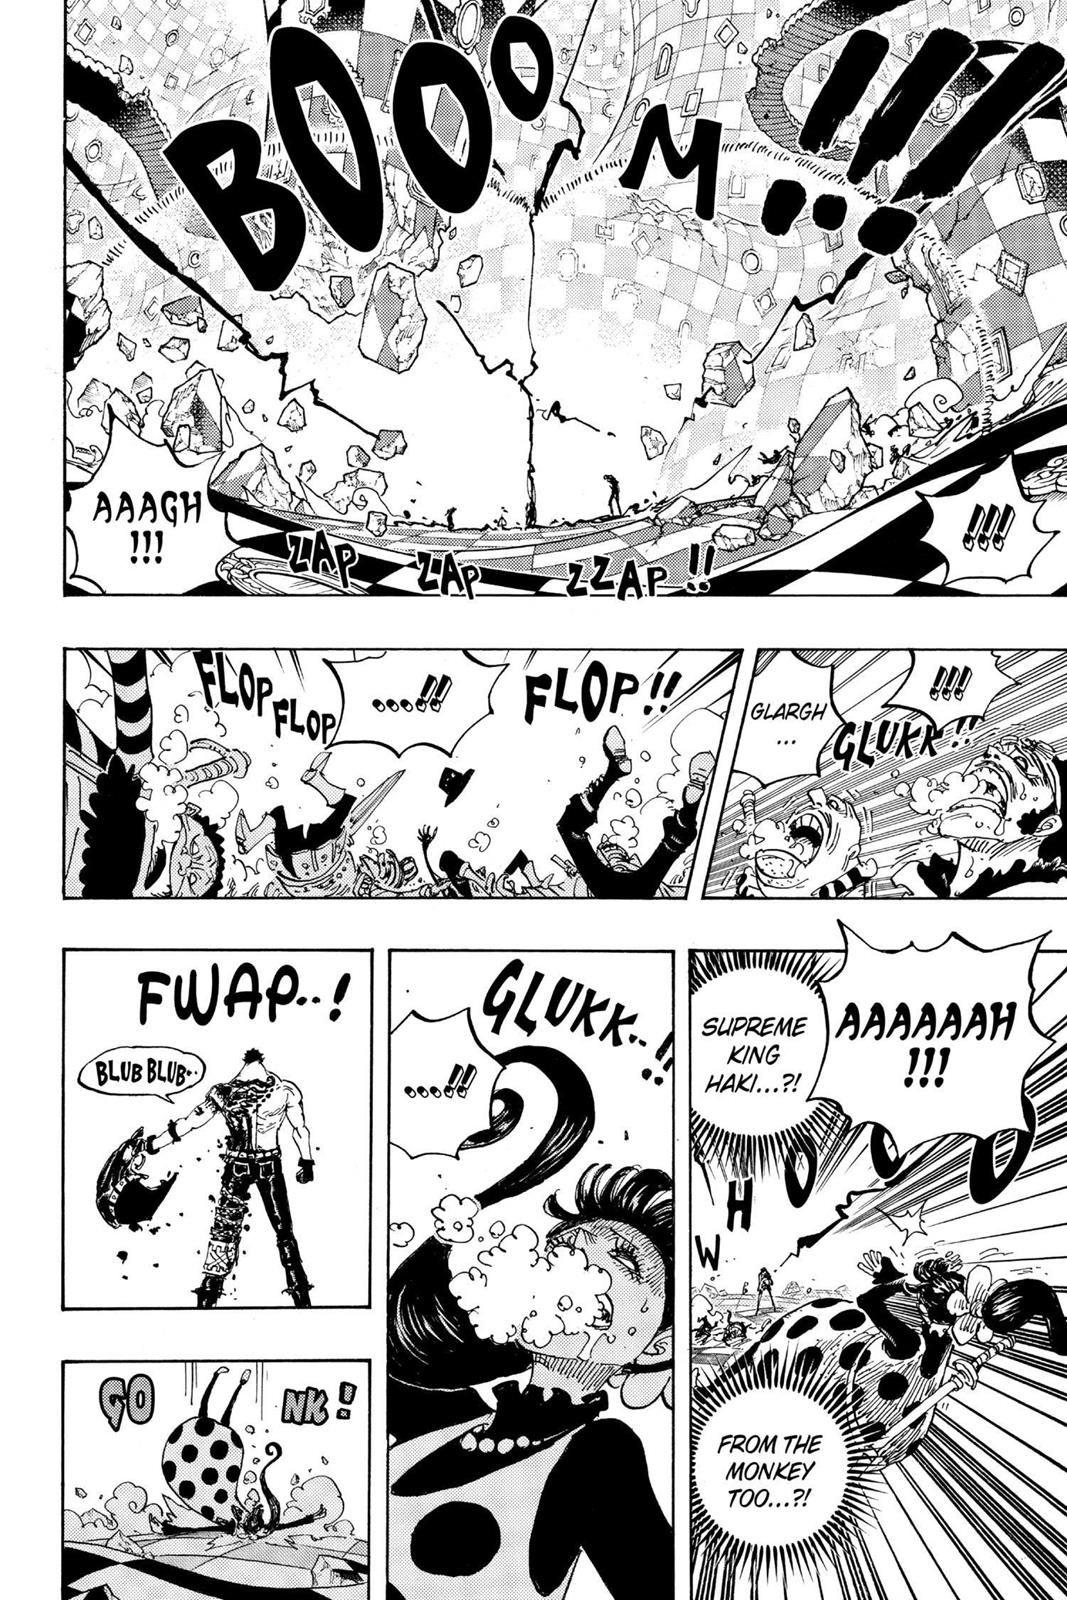 BOOOM...!!!
AAAGH
!!!
!!!
ZAP
ZAP
ZZAP!!
FLOP
FLOP
...!!
FLOP!!
GLARGH
...
!!!
GLUKK!!
FWAP..!
BLUB BLUB..
GLUKK..!!
...!!
SUPREME
KING
HAKI...?!
AAAAAAH
!!!
WHOOO
FROM THE
MONKEY
TOO...?!
GONK!